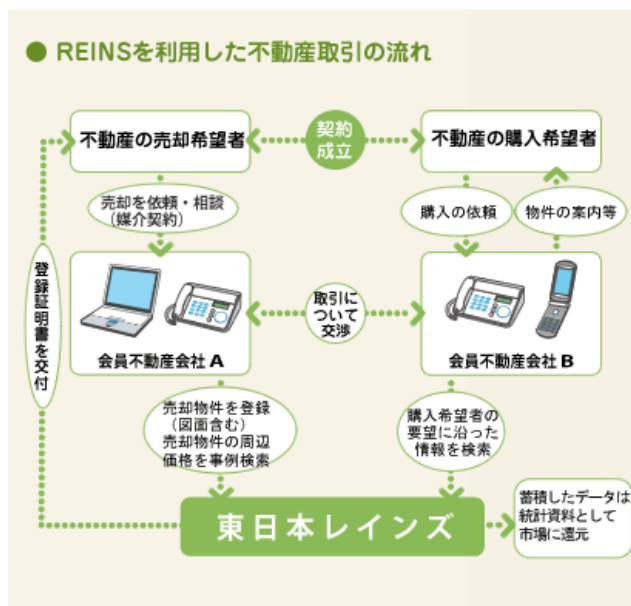 ● REINSを利用した不動産取引の流れ
不動産の売却希望者
契約
成立
不動産の購入希望者
売却を依頼・相談
（媒介契約）
購入の依頼
物件の案内等
登録証明書を交付
取引に
ついて
交渉
会員不動産会社 A
会員不動産会社 B
売却物件を登録
（図面含む）
売却物件の周辺
価格を事例検索
購入希望者の
要望に沿った
情報を検索
東日本レインズ
蓄積したデータは
統計資料として
市場に還元